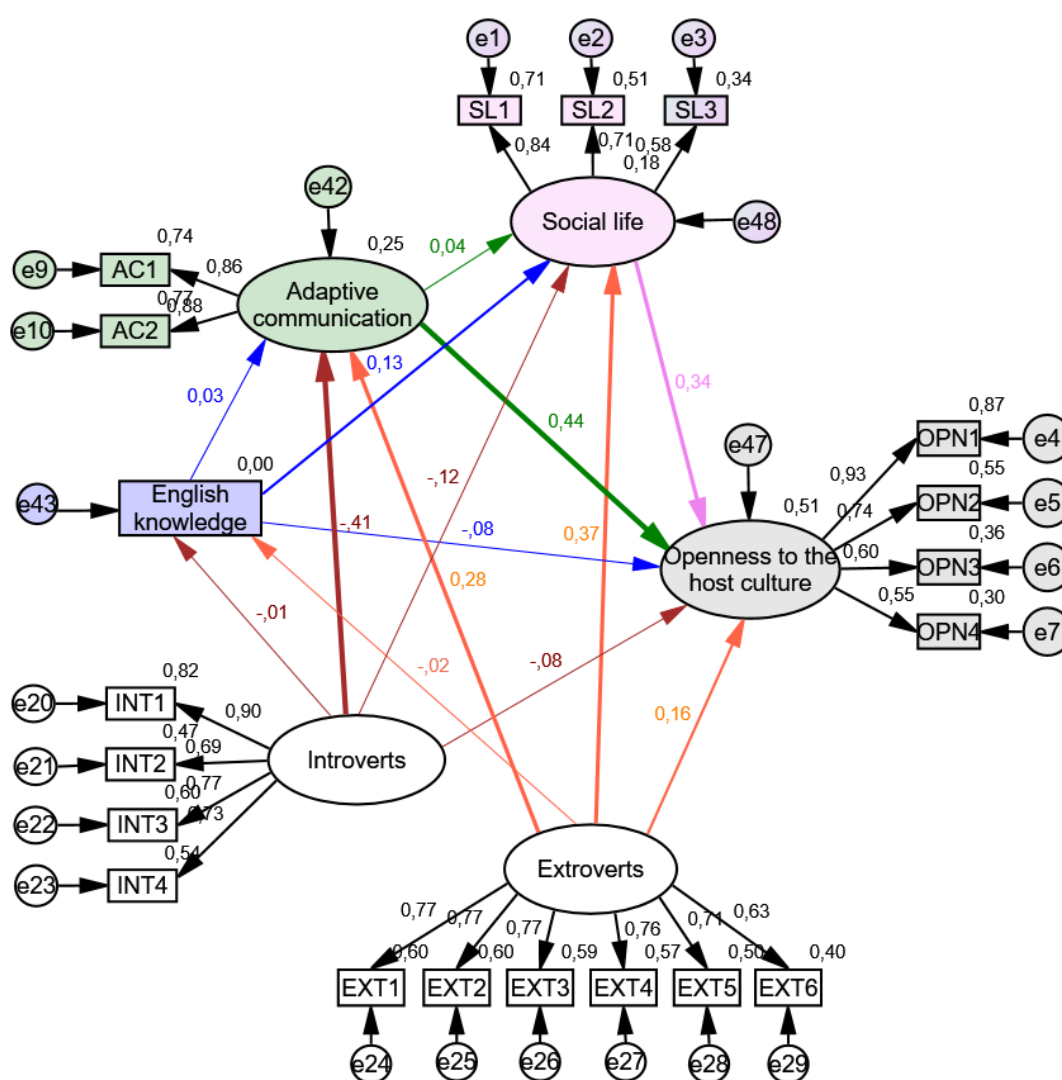 e1 e2 e3
0,71 0,51 0,34
SL1 SL2 SL3
0,84 0,71 0,58
0,18
e42
Social life
e48
0,74 0,25 0,04
e9 AC1 0,86
Adaptive
communication
0,77
e10 AC2 0,88
0,13
0,03
0,34
0,44
0,87
OPN1 e4
e47
0,00
-,12
0,93
0,55
e43
English
knowledge
0,51 0,74
OPN2 e5
-,41 -,08 0,37
0,36
0,60
Openness to the
host culture
OPN3 e6
0,28
0,55 0,30
-,01
OPN4 e7
-,02 -,08
0,82
e20 INT1 0,90
0,16
0,47 0,69
e21 INT2
Introverts
0,77
0,60
e22 INT3 0,73
0,54
e23 INT4
Extroverts
0,77 0,77 0,77 0,76 0,71 0,63
0,60 0,60 0,59 0,57 0,50 0,40
EXT1 EXT2 EXT3 EXT4 EXT5 EXT6
e24 e25 e26 e27 e28 e29